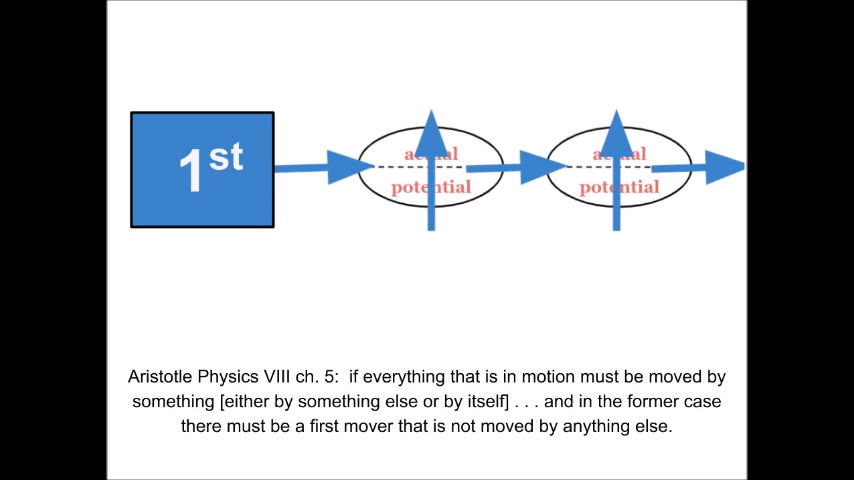 1st
actual
actual
potential
potential
Aristotle Physics VIII ch. 5: if everything that is in motion must be moved by
something [either by something else or by itself] . . . and in the former case
there must be a first mover that is not moved by anything else.